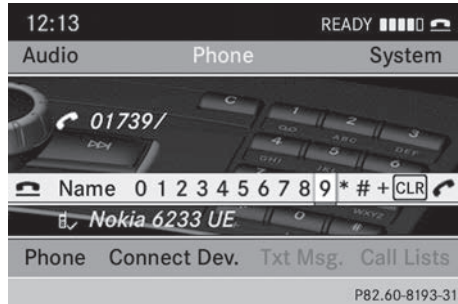 12:13 READY
Audio Phone System
01739/
Name 0 1 2 3 4 5 6 7 8 9 * # + CLR
Nokia 6233 UE
Phone Connect Dev. Txt Msg. Call Lists
P82.60-8193-31